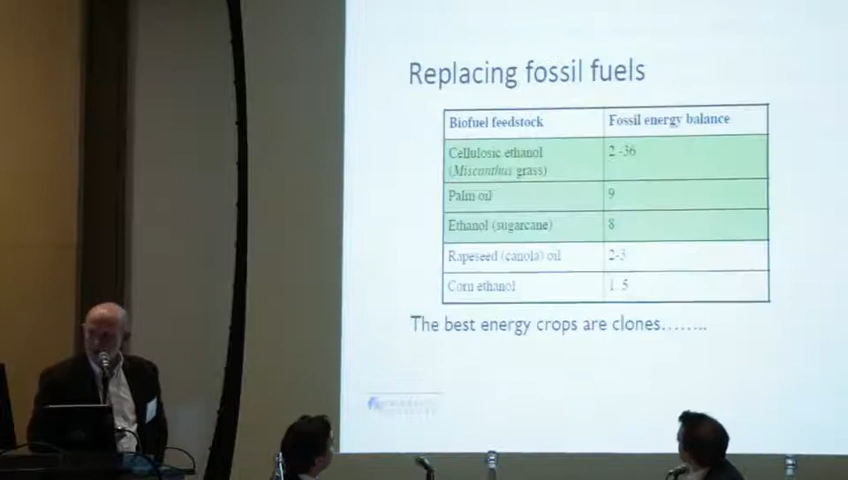 Replacing fossil fuels
Biofuel feedstock Fossil energy balance
Cellulosic ethanol 2 -36
(Miscanthus grass)
Palm oil 9
Ethanol (sugarcane) 8
Rapeseed (canola) oil 2-3
Corn ethanol 1. 5
The best energy crops are clones........